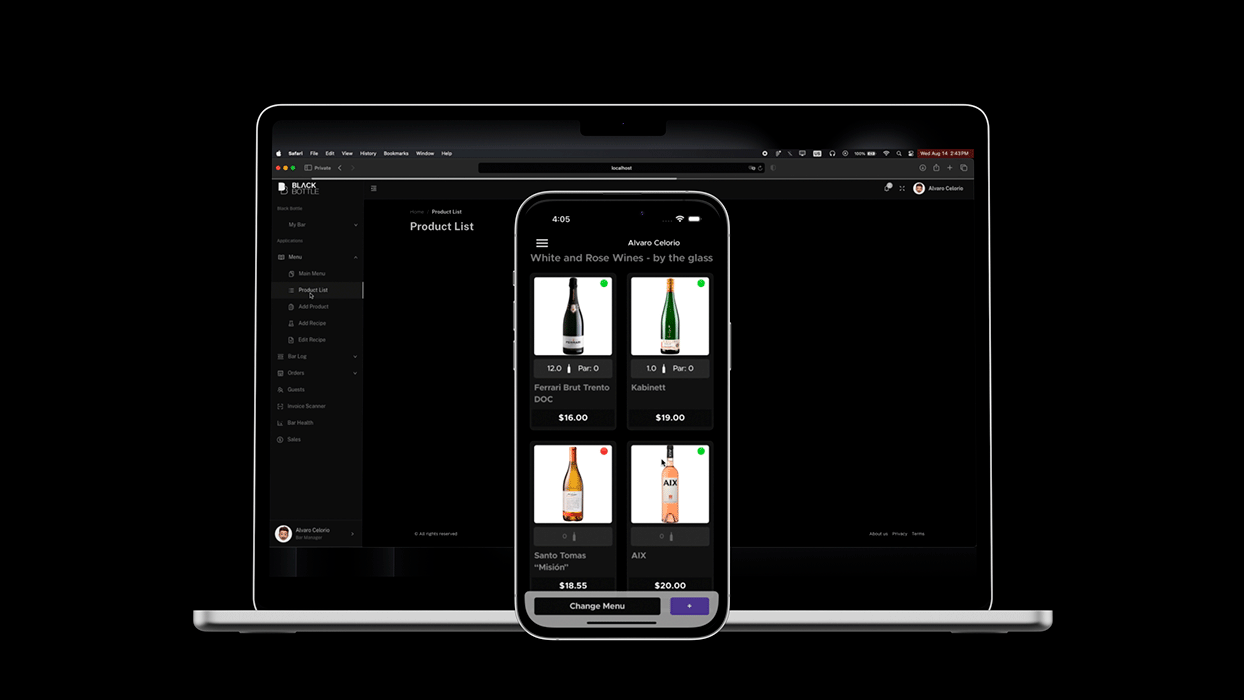 Safari File Edit View History Bookmarks Window Help
US
100%
Wed Aug 14 2:43PM
Private
localhost
BLACK
BOTTLE
Alvaro Celorio
Black Bottle
My Bar
Applications
Menu
Main Menu
Product List
Add Product
Add Recipe
Edit Recipe
Bar Log
Orders
Guests
Invoice Scanner
Bar Health
Sales
Alvaro Celorio
Bar Manager
Home Product List
Product List
© All rights reserved
About us Privacy Terms
4:05
Alvaro Celorio
White and Rose Wines - by the glass
12.0 Par: 0
Ferrari Brut Trento
DOC
$16.00
1.0 Par: 0
Kabinett
$19.00
0
Santo Tomas
“Misión”
$18.55
AIX
0
AIX
$20.00
Change Menu
+